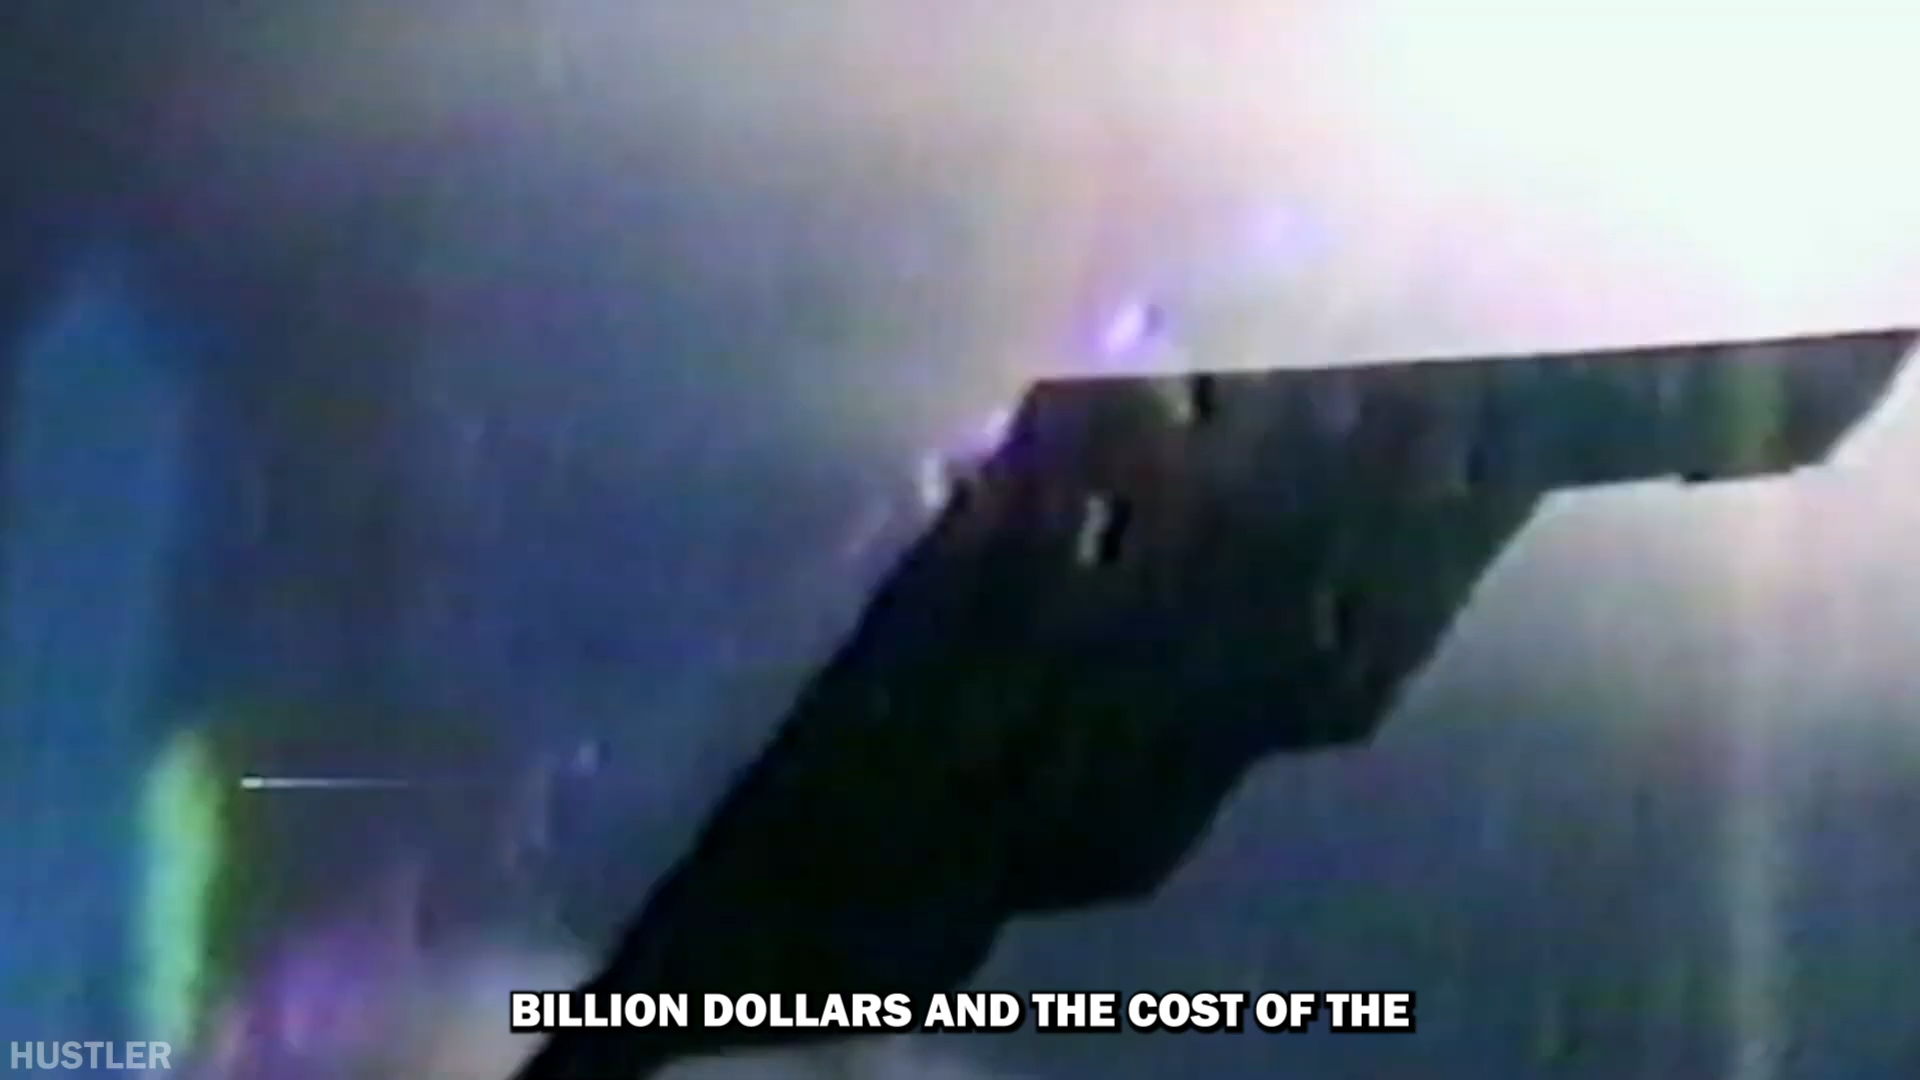 BILLION DOLLARS AND THE COST OF THE
HUSTLER